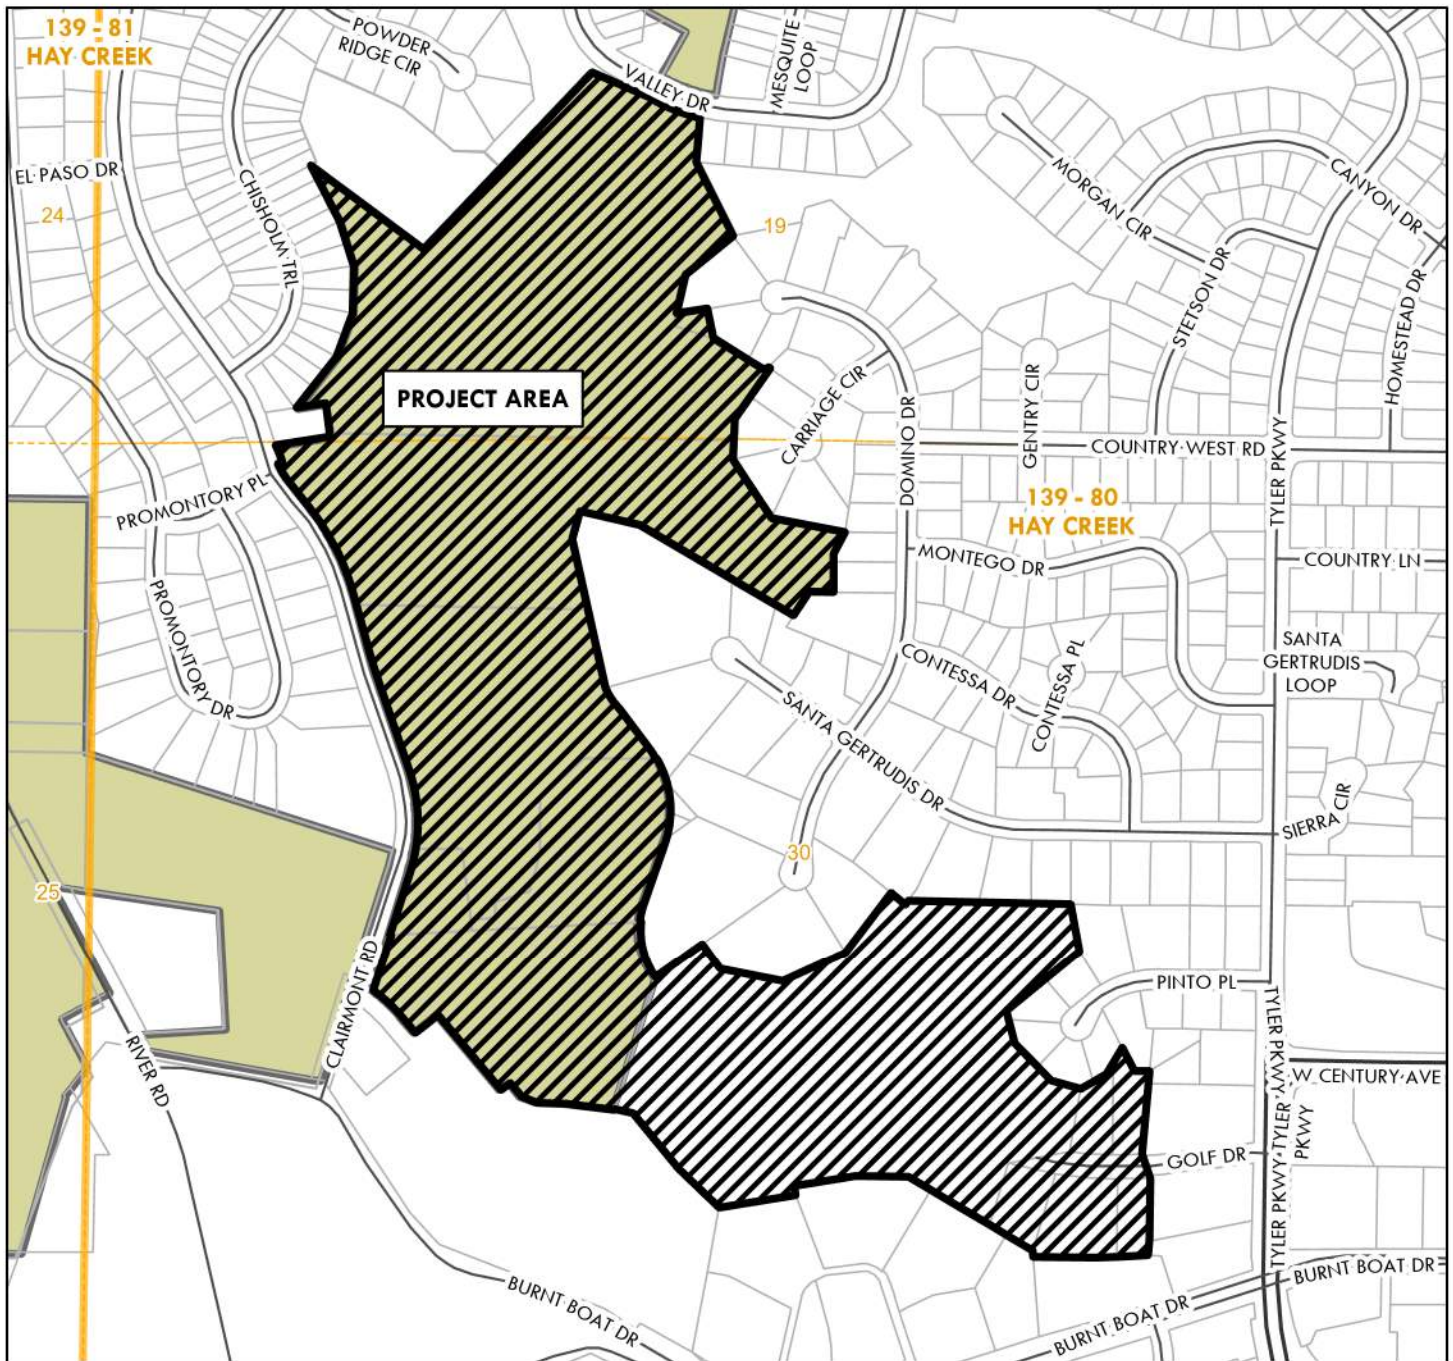 139 - 81
HAY CREEK
POWDER
RIDGE CIR
VALLEY DR
MESQUITE
LOOP
EL PASO DR
24
CHISHOLM TRL
19
MORGAN CIR
CANYON DR
STETSON DR
HOMESTEAD DR
PROJECT AREA
CARRIAGE CIR
DOMINO DR
GENTRY CIR
COUNTRY WEST RD
TYLER PKWY
PROMONTORY PL
139 - 80
HAY CREEK
MONTEGO DR
COUNTRY LN
PROMONTORY DR
CONTESSA DR
CONTESSA PL
SANTA
GERTRUDIS
LOOP
SANTA GERTRUDIS DR
SIERRA CIR
30
25
CLAIRMONT RD
PINTO PL
RIVER RD
TYLER PKWY
W CENTURY AVE
TYLER
PKWY
GOLF DR
TYLER PKWY
BURNT BOAT DR
BURNT BOAT DR
BURNT BOAT DR